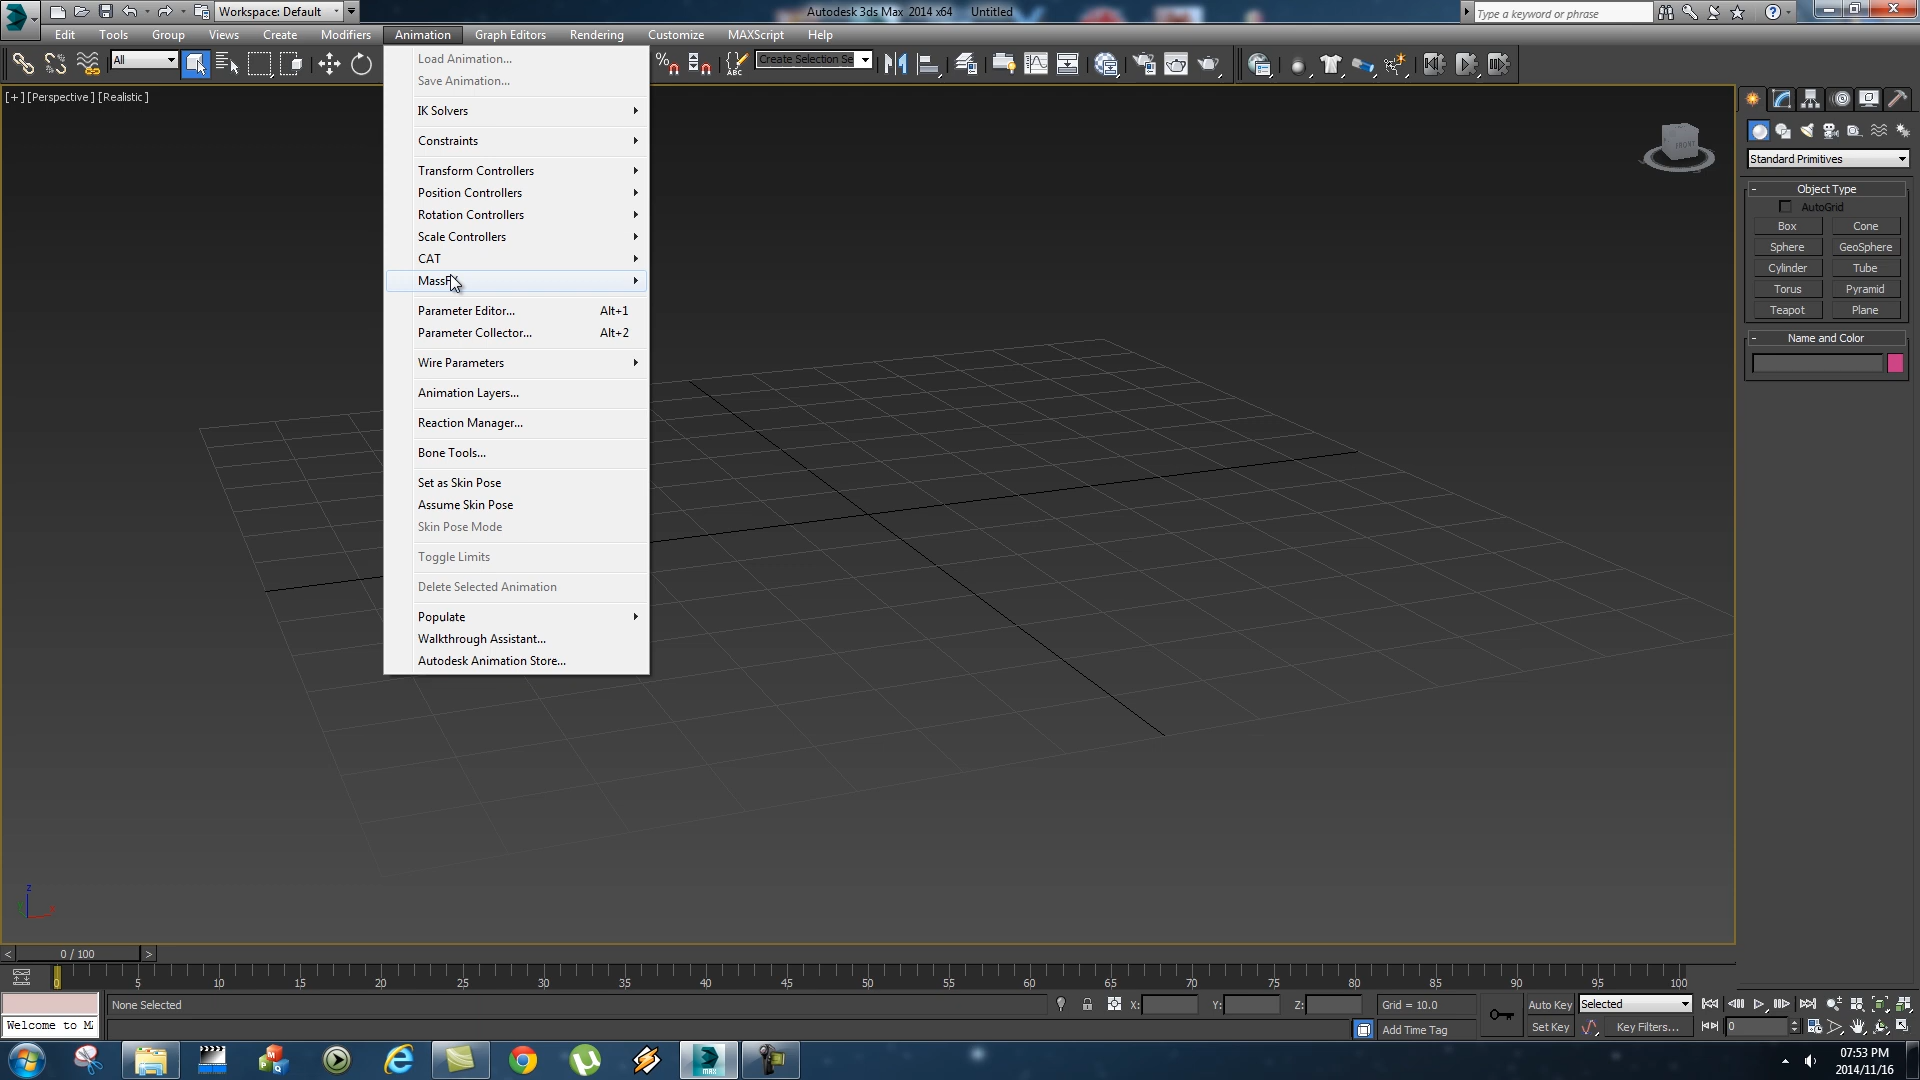 Workspace: Default
Autodesk 3ds Max 2014 x64 Untitled
Type a keyword or phrase
Edit Tools Group Views Create Modifiers Animation Graph Editors Rendering Customize MAXScript Help
All
Create Selection Se
[+] [Perspective] [Realistic]
FRONT
Load Animation...
Save Animation...
IK Solvers
Constraints
Transform Controllers
Position Controllers
Rotation Controllers
Scale Controllers
CAT
Parameter Editor... Alt+1
Parameter Collector... Alt+2
Wire Parameters
Animation Layers...
Reaction Manager...
Bone Tools...
Set as Skin Pose
Assume Skin Pose
Skin Pose Mode
Toggle Limits
Delete Selected Animation
Populate
Walkthrough Assistant...
Autodesk Animation Store...
Standard Primitives
- Object Type
AutoGrid
Box Cone
Sphere GeoSphere
Cylinder Tube
Torus Pyramid
Teapot Plane
- Name and Color
z
< 0 / 100 >
0 5 10 15 20 25 30 35 40 45 50 55 60 65 70 75 80 85 90 95 100
None Selected X: Y: Z: Grid = 10.0 Auto Key Selected
Welcome to M Add Time Tag Set Key Key Filters... 0
07:53 PM
2014/11/16